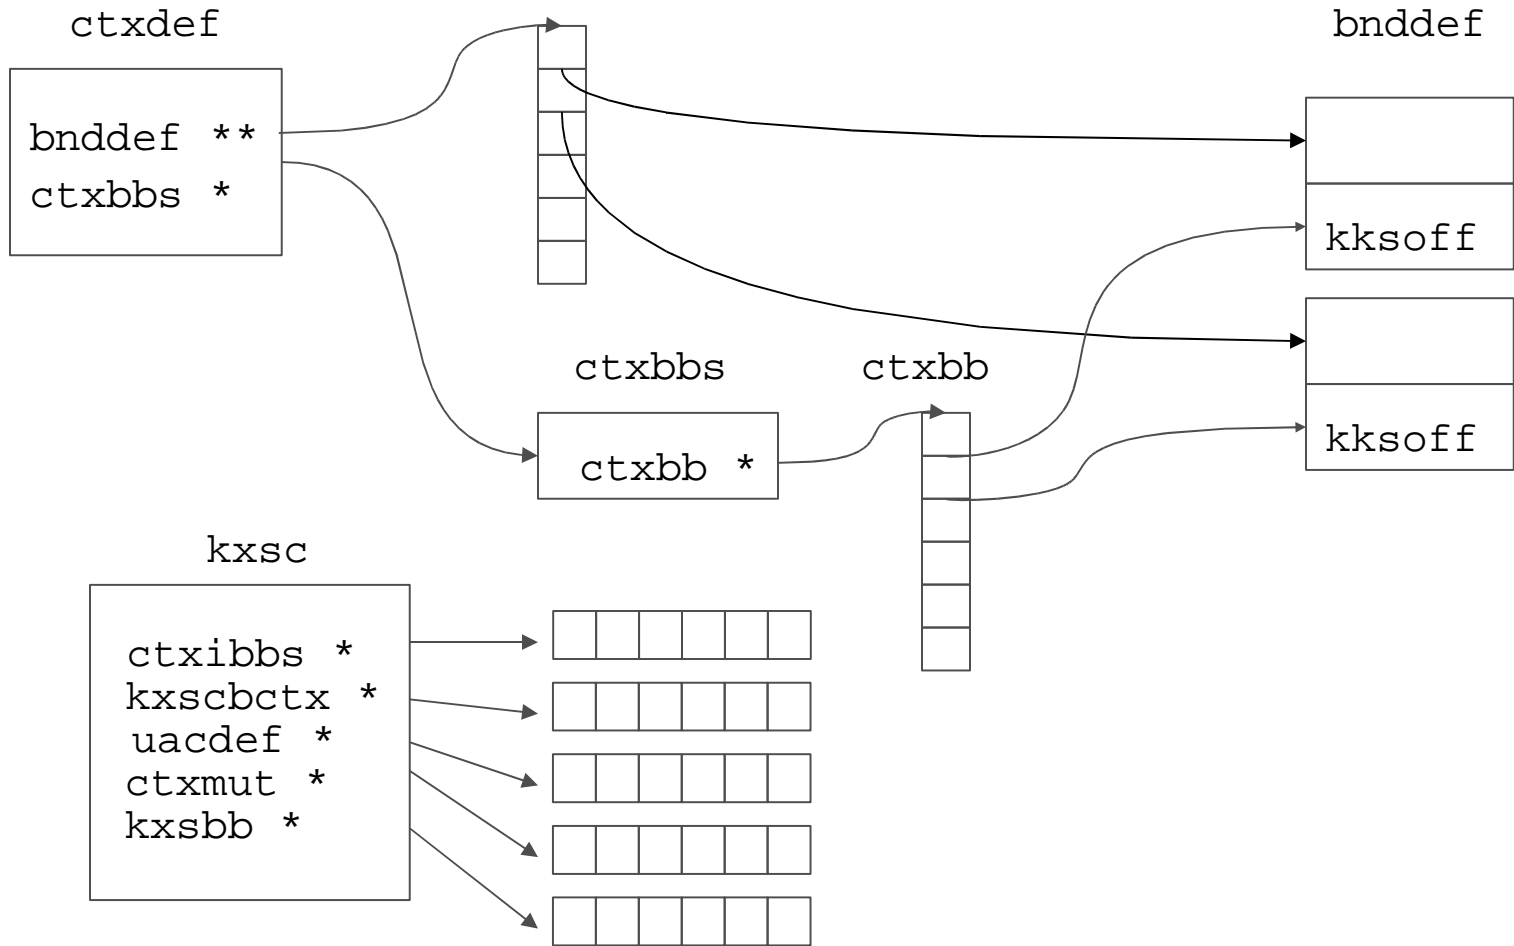 ctxdef
bnddef
bnddef **
ctxbbs *
kksoff
ctxbbs
ctxbb
ctxbb *
kksoff
kxsc
ctxibbs *
kxscbctx *
uacdef *
ctxmut *
kxsbb *